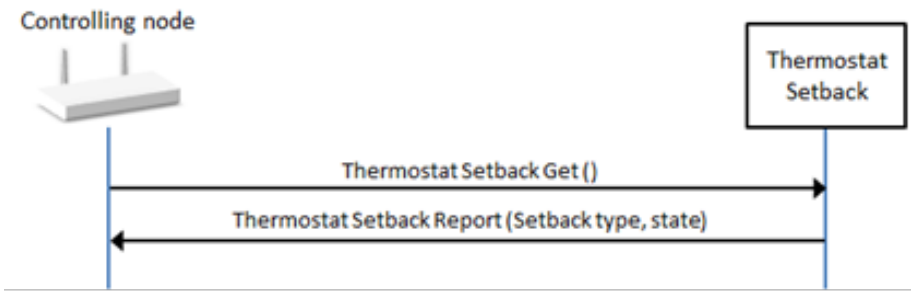 Controlling node
Thermostat
Setback
Thermostat Setback Get ()
Thermostat Setback Report (Setback type, state)